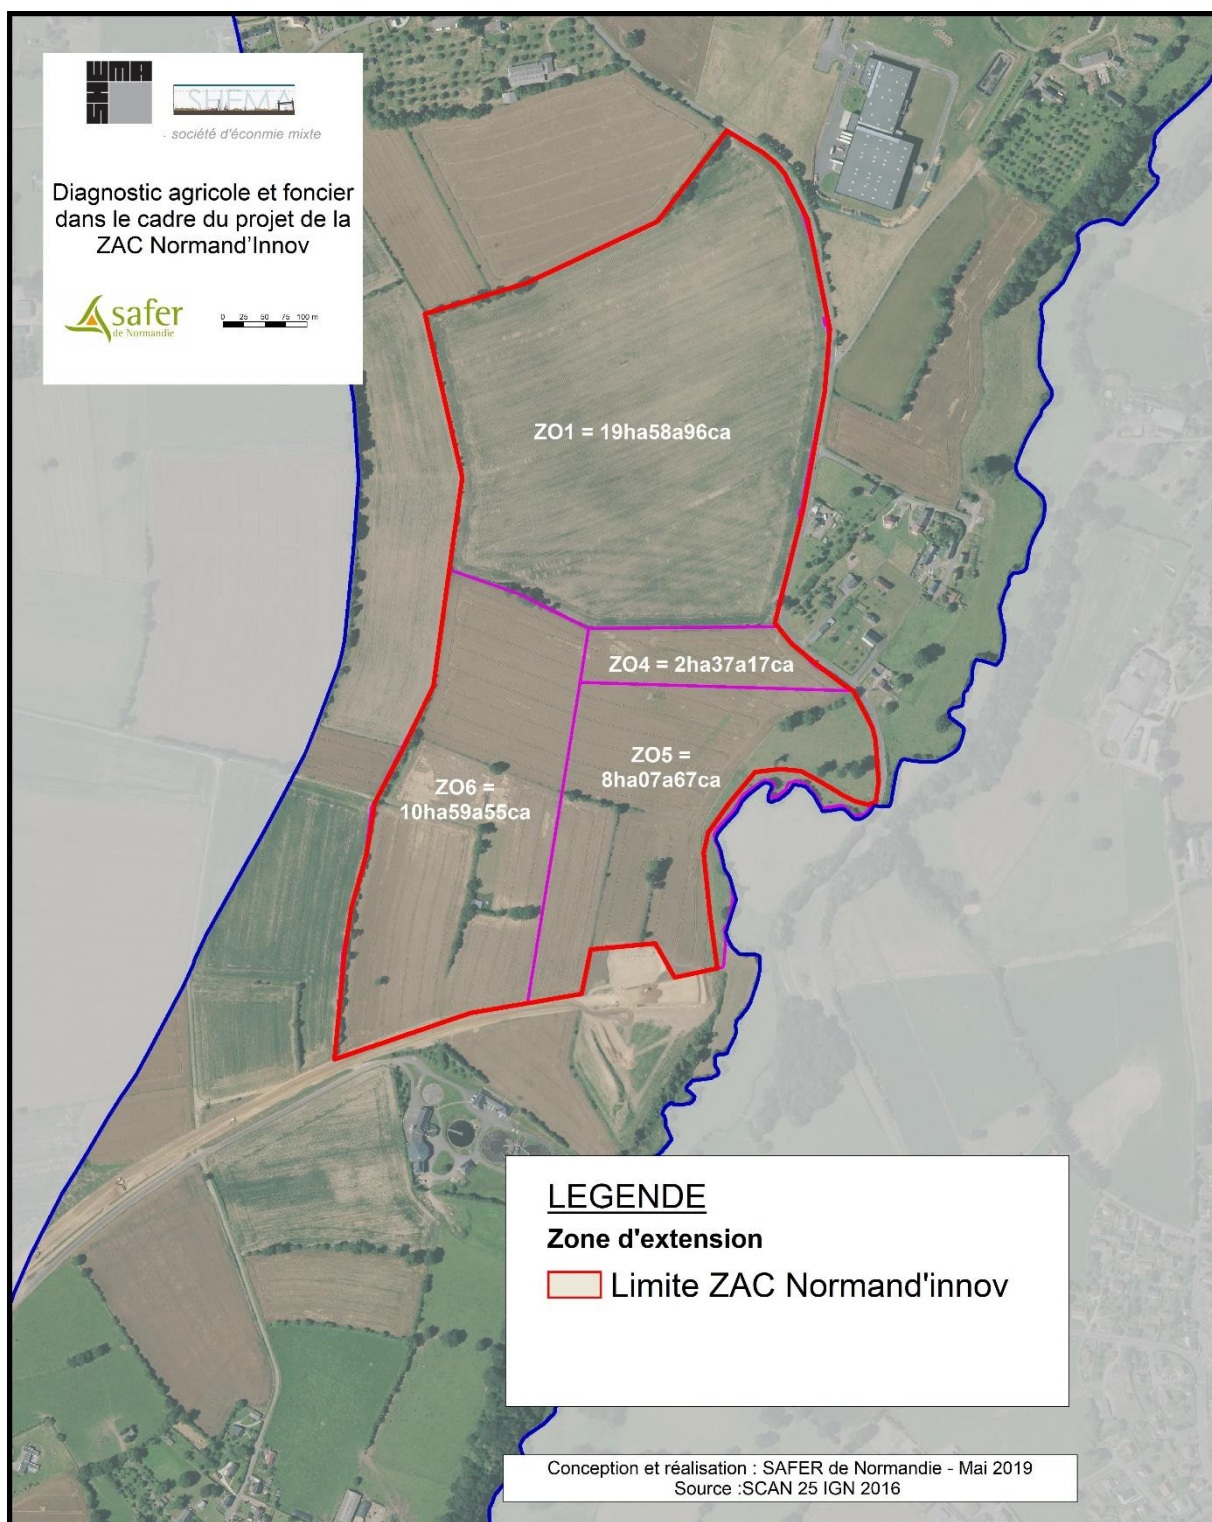 SHEMA
SHEMA
société d'éconmie mixte
Diagnostic agricole et foncier
dans le cadre du projet de la
ZAC Normand'Innov
safer
de Normandie
0 25 50 75 100 m
ZO1 = 19ha58a96ca
ZO4 = 2ha37a17ca
ZO5 =
8ha07a67ca
ZO6 =
10ha59a55ca
LEGENDE
Zone d'extension
Limite ZAC Normand'innov
Conception et réalisation : SAFER de Normandie - Mai 2019
Source :SCAN 25 IGN 2016